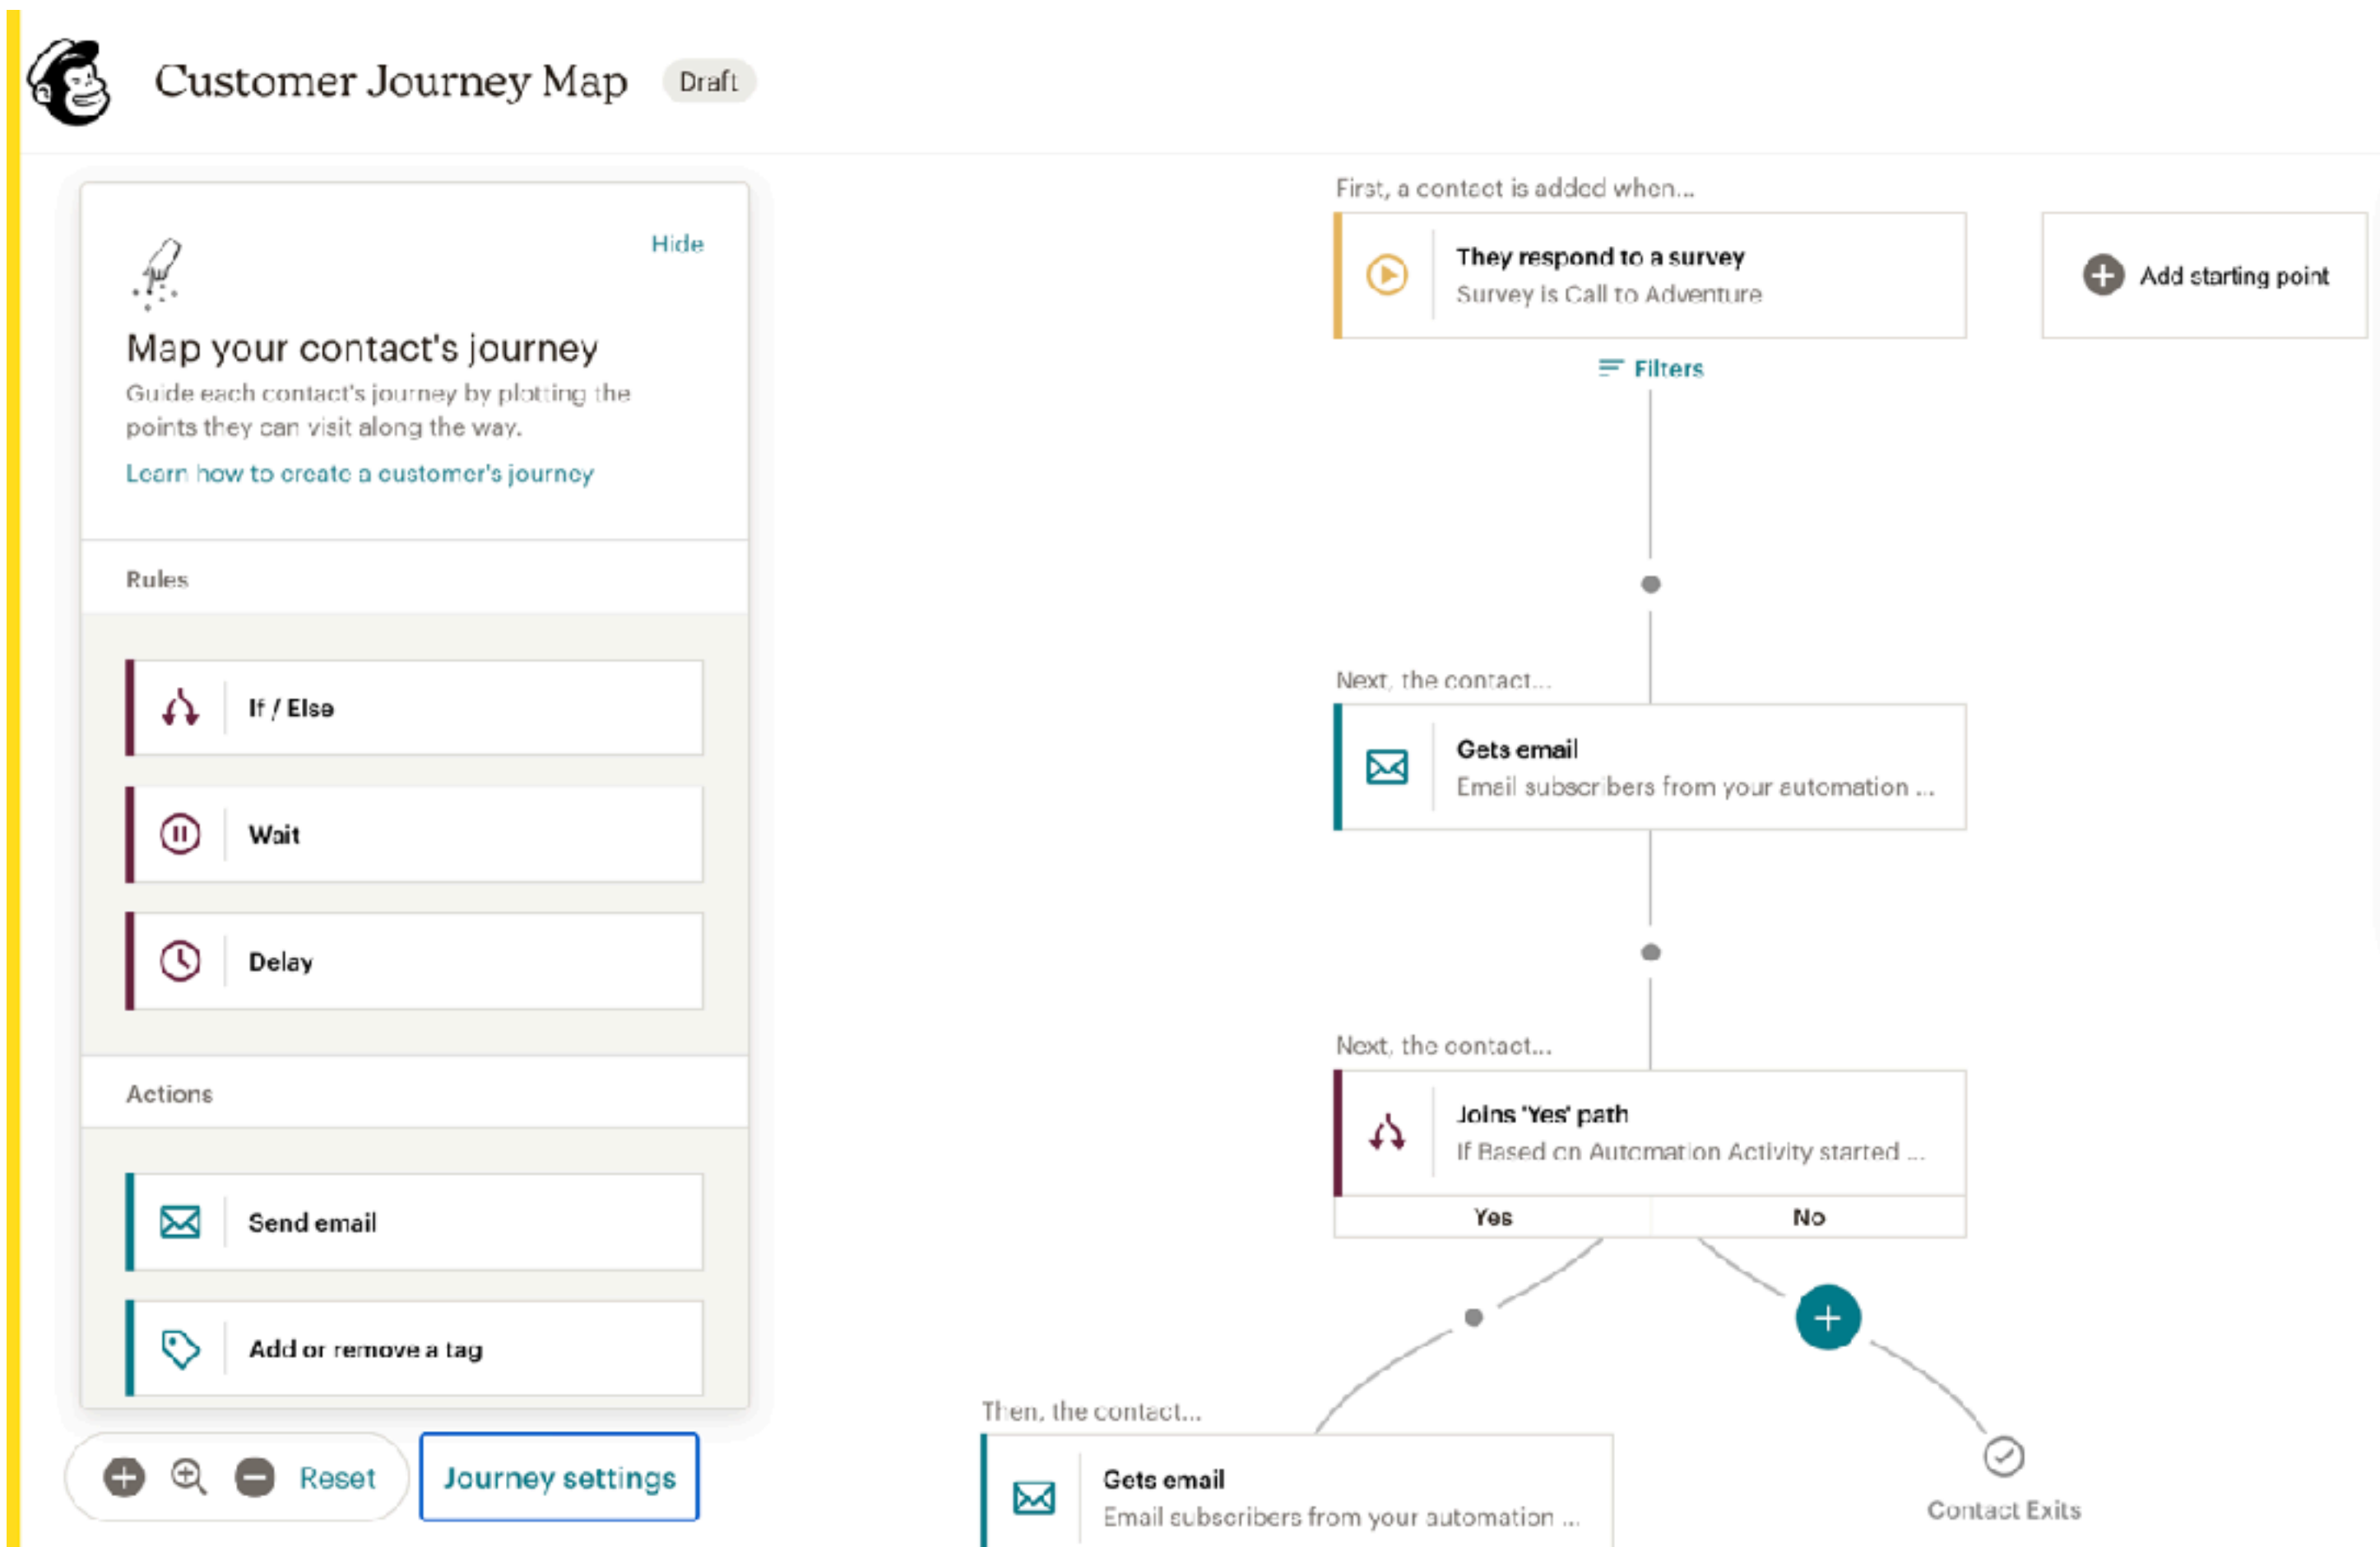 Customer Journey Map Draft
Hide
Map your contact's journey
Guide each contact's journey by plotting the
points they can visit along the way.
Learn how to create a customer's journey
Rules
If / Else
Wait
Delay
Actions
Send email
Add or remove a tag
Reset
Journey settings
First, a contact is added when...
They respond to a survey
Survey is Call to Adventure
Add starting point
Filters
Next, the contact...
Gets email
Email subscribers from your automation ...
Next, the contact...
Joins 'Yes' path
If Based on Automation Activity started ...
Yes No
Then, the contact...
Gets email
Email subscribers from your automation ...
Contact Exits